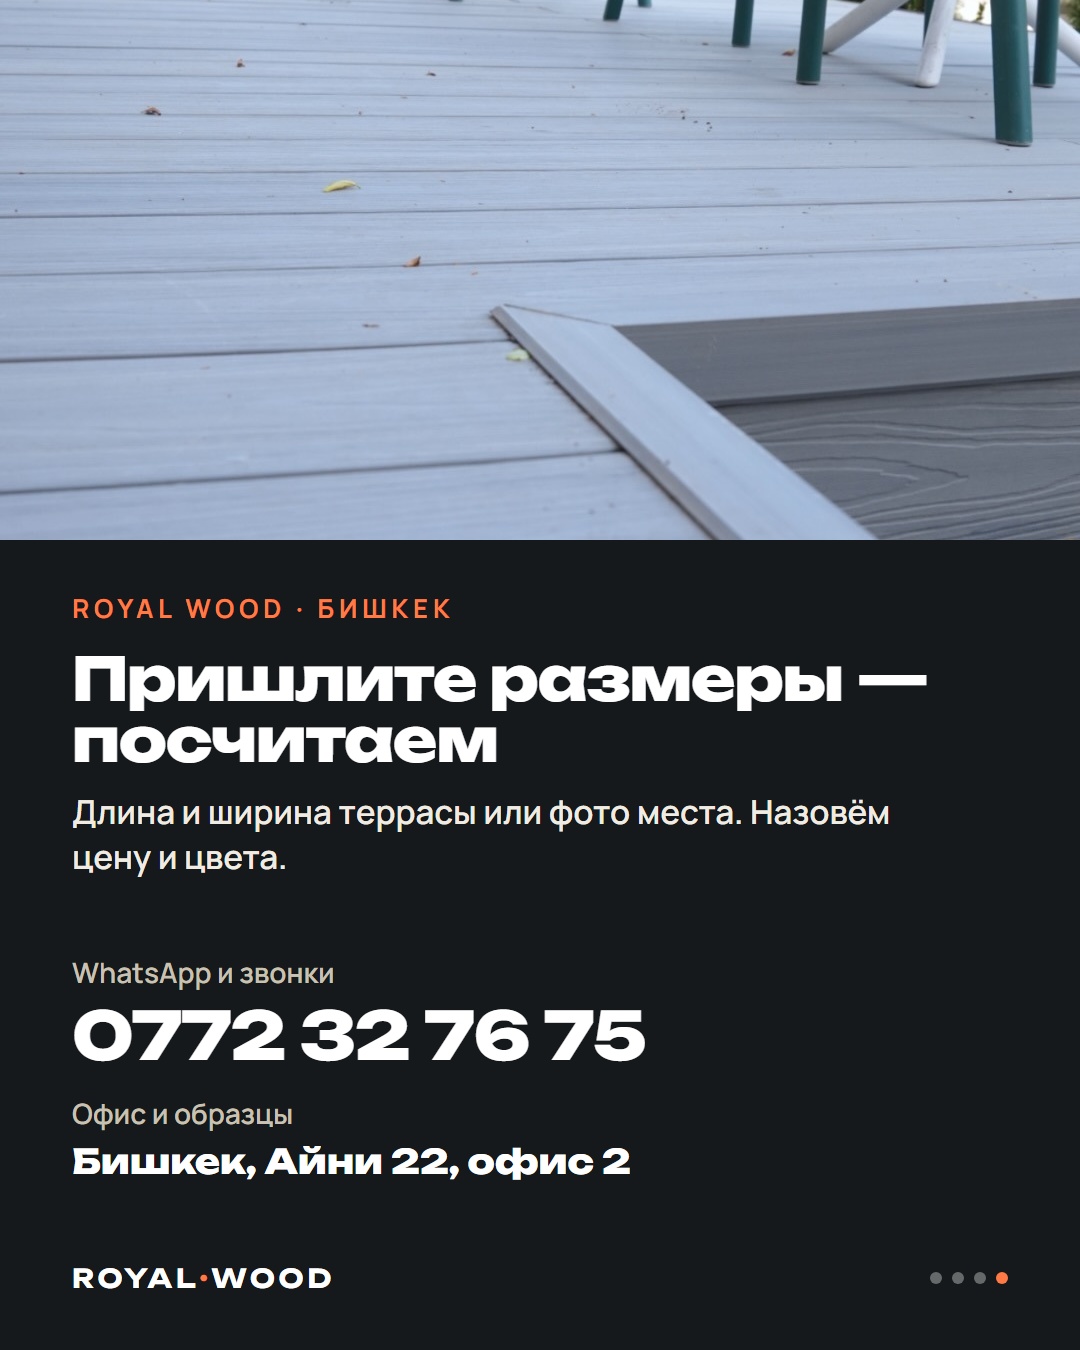 ROYAL WOOD · БИШКЕК
Пришлите размеры —
посчитаем
Длина и ширина террасы или фото места. Назовём
цену и цвета.
WhatsApp и звонки
0772 32 76 75
Офис и образцы
Бишкек, Айни 22, офис 2
ROYAL·WOOD